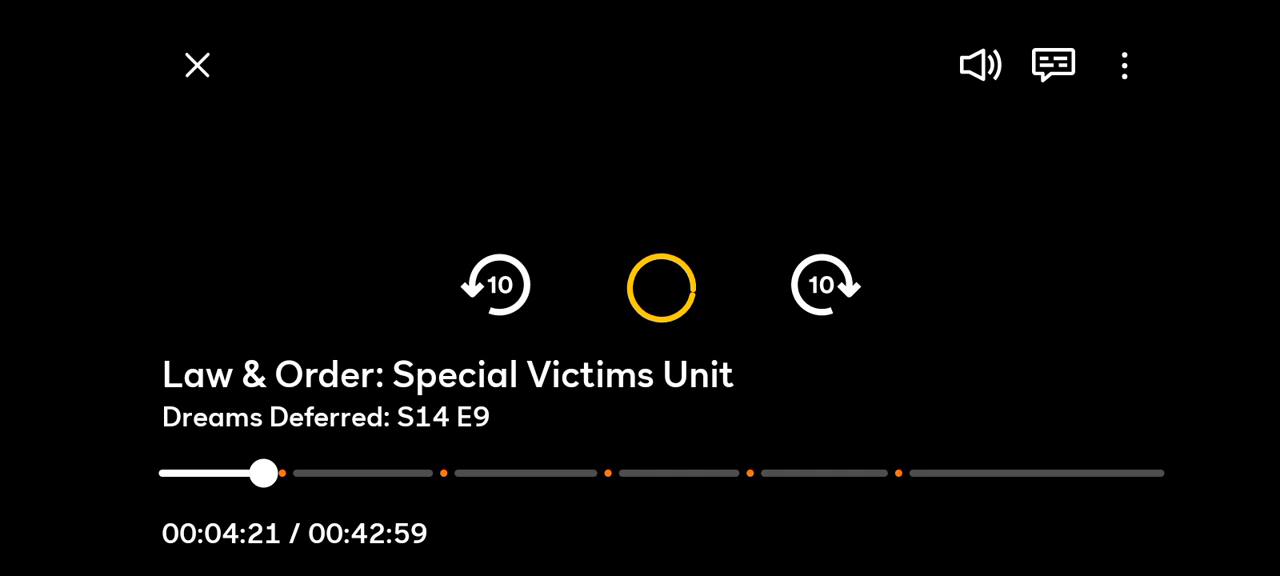 10
10
Law & Order: Special Victims Unit
Dreams Deferred: S14 E9
00:04:21 / 00:42:59